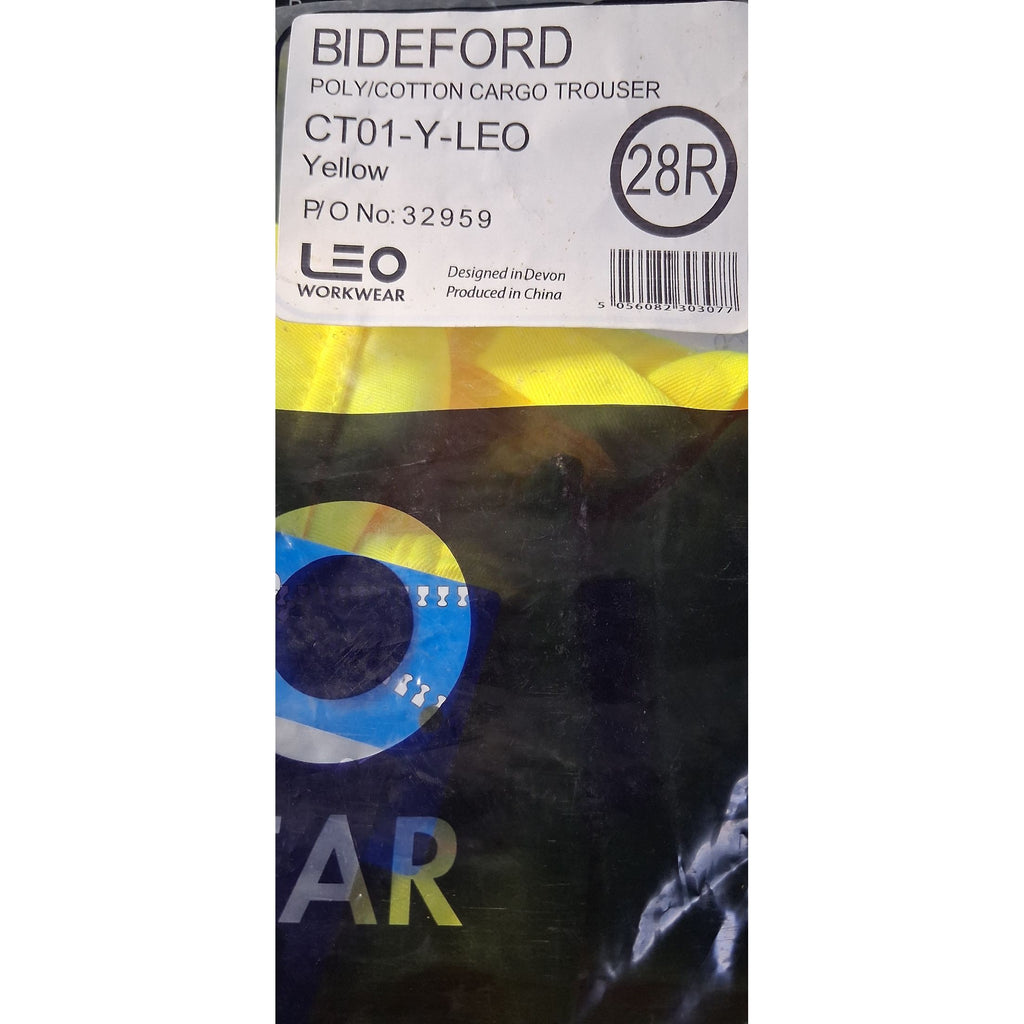 BIDEFORD
POLY/COTTON CARGO TROUSER
CT01-Y-LEO
Yellow
28R
P/O No: 32959
LEO
WORKWEAR
Designed in Devon
Produced in China
5 056082 303077
O
EAR